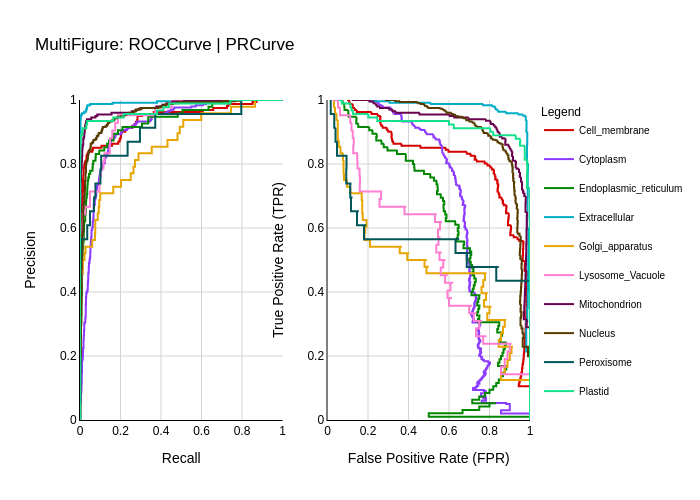 MultiFigure: ROCCurve | PRCurve
Precision
1
0.8
0.6
0.4
0.2
0
0 0.2 0.4 0.6 0.8 1
Recall
True Positive Rate (TPR)
1
0.8
0.6
0.4
0.2
0
0 0.2 0.4 0.6 0.8 1
False Positive Rate (FPR)
Legend
Cell_membrane
Cytoplasm
Endoplasmic_reticulum
Extracellular
Golgi_apparatus
Lysosome_Vacuole
Mitochondrion
Nucleus
Peroxisome
Plastid